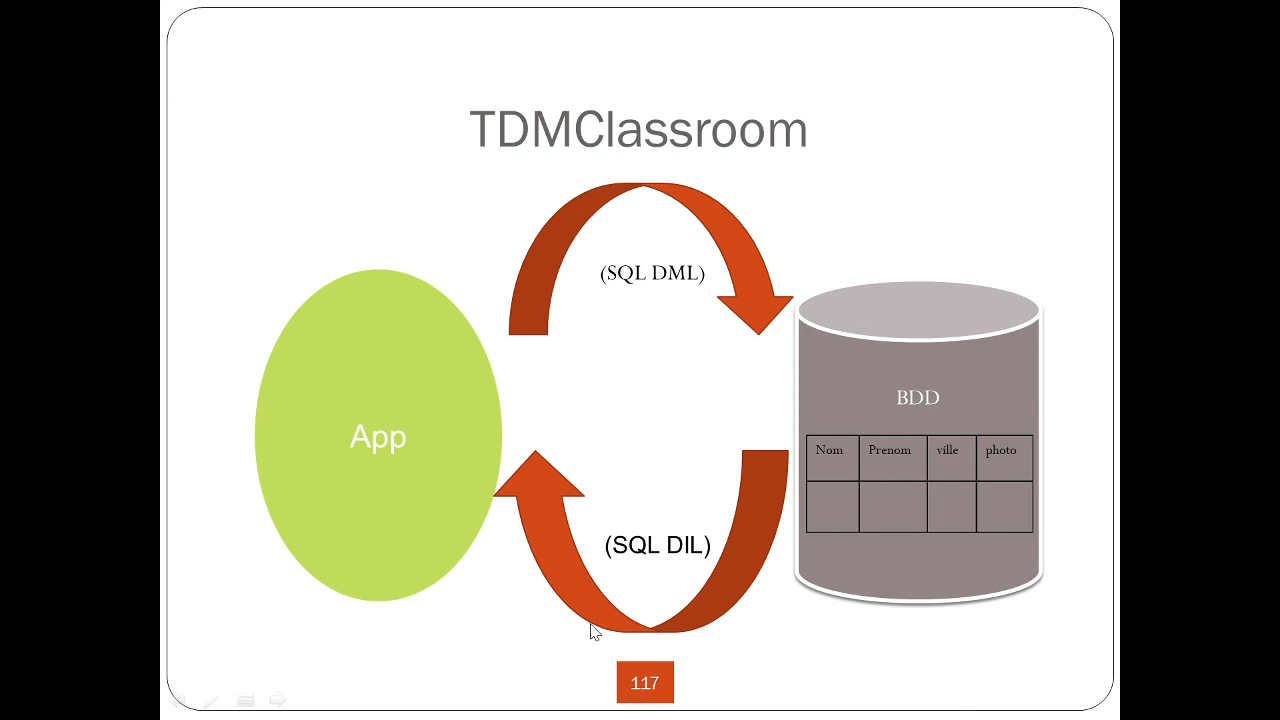 TDMClassroom
(SQL DML)
App
BDD
Nom Prenom ville photo
(SQL DIL)
117